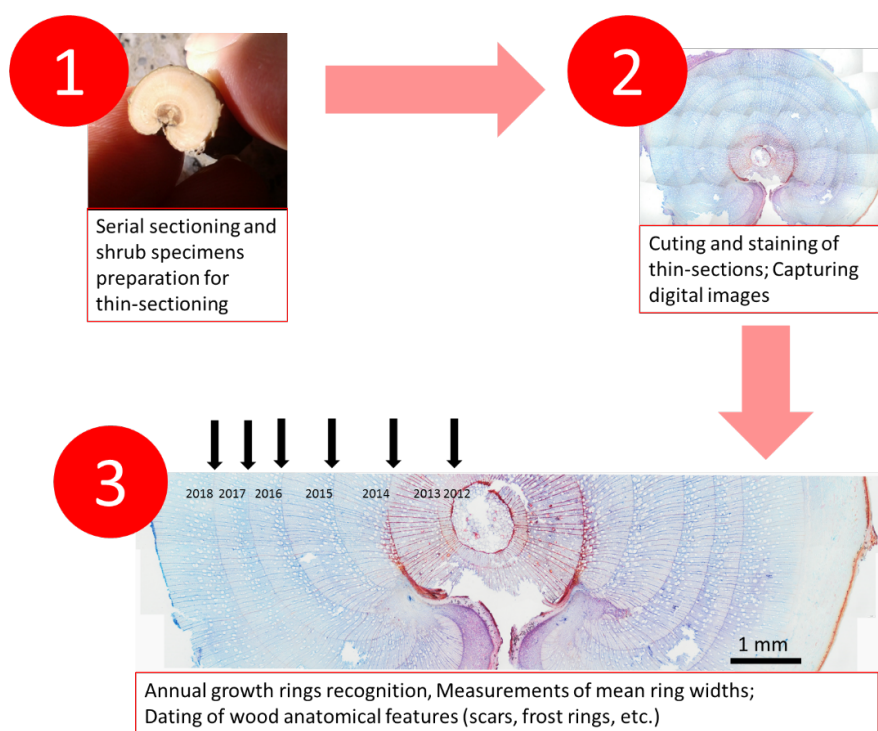 1
2
Serial sectioning and
shrub specimens
preparation for
thin-sectioning
Cuting and staining of
thin-sections; Capturing
digital images
3
2018 2017 2016 2015 2014 2013 2012
1 mm
Annual growth rings recognition, Measurements of mean ring widths;
Dating of wood anatomical features (scars, frost rings, etc.)